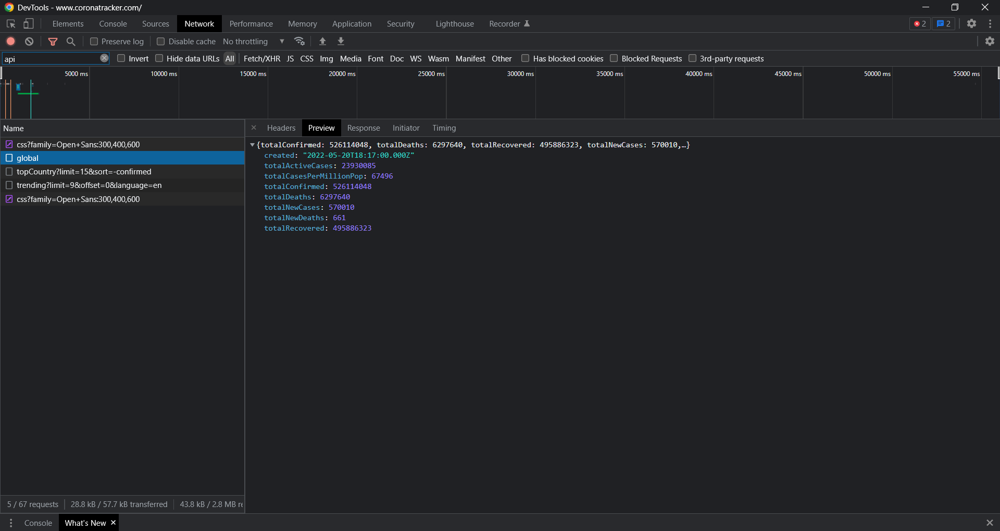 DevTools - www.coronatracker.com/
Elements Console Sources Network Performance Memory Application Security Lighthouse Recorder 2 2
Preserve log Disable cache No throttling
api Invert Hide data URLs All Fetch/XHR JS CSS Img Media Font Doc WS Wasm Manifest Other Has blocked cookies Blocked Requests 3rd-party requests
5000 ms 10000 ms 15000 ms 20000 ms 25000 ms 30000 ms 35000 ms 40000 ms 45000 ms 50000 ms 55000 ms
Name
css?family=Open+Sans:300,400,600
global
topCountry?limit=15&sort=-confirmed
trending?limit=9&offset=0&language=en
css?family=Open+Sans:300,400,600
Headers Preview Response Initiator Timing
{totalConfirmed: 526114048, totalDeaths: 6297640, totalRecovered: 495886323, totalNewCases: 570010,…}
created: "2022-05-20T18:17:00.000Z"
totalActiveCases: 23930085
totalCasesPerMillionPop: 67496
totalConfirmed: 526114048
totalDeaths: 6297640
totalNewCases: 570010
totalNewDeaths: 661
totalRecovered: 495886323
5 / 67 requests 28.8 kB / 57.7 kB transferred 43.8 kB / 2.8 MB re
Console What's New